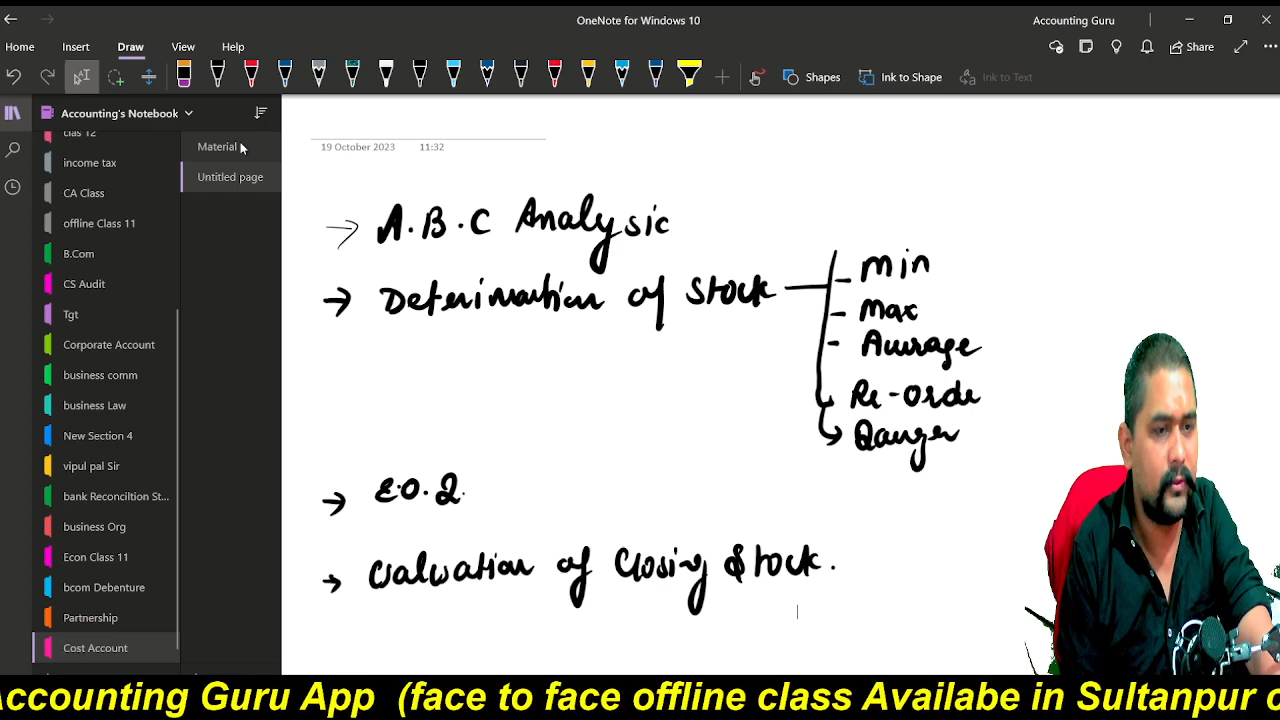 OneNote for Windows 10
Accounting Guru
Home Insert Draw View Help
Share
Shapes Ink to Shape Ink to Text
Accounting's Notebook
clas 12
income tax
CA Class
offline Class 11
B.Com
CS Audit
Tgt
Corporate Account
business comm
business Law
New Section 4
vipul pal Sir
bank Reconciltion St...
business Org
Econ Class 11
bcom Debenture
Partnership
Cost Account
Material
Untitled page
19 October 2023 11:32
→ A.B.C Analysis
→ Deterimation of Stock
- Min
- Max
- Average
Re-Orde
Danger
→ E.O.Q.
→ Valuation of Closing Stock.
Accounting Guru App (face to face offline class Availabe in Sultanpur